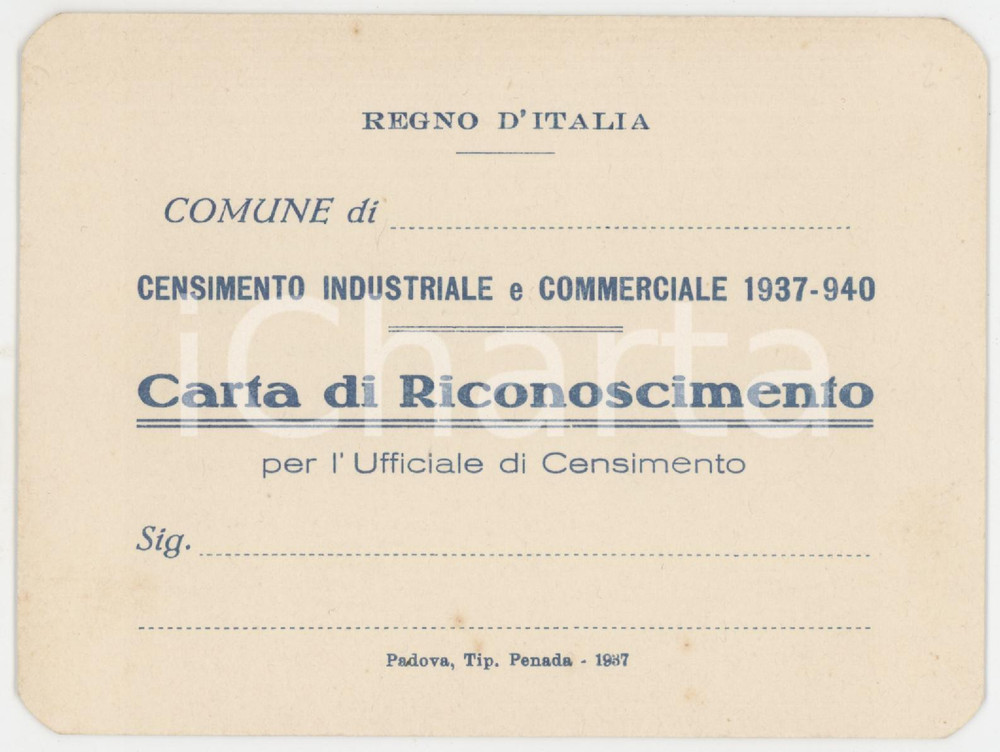 REGNO D'ITALIA
COMUNE di
CENSIMENTO INDUSTRIALE e COMMERCIALE 1937-940
iCharta
Carta di Riconoscimento
per l'Ufficiale di Censimento
Sig.
Padova, Tip. Penada - 1937